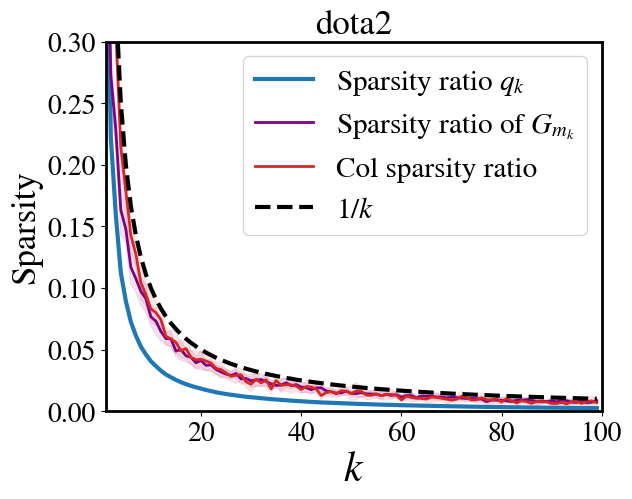 dota2
0.30
0.25
0.20
0.15
0.10
0.05
0.00
Sparsity
Sparsity ratio $q_k$
Sparsity ratio of $G_{m_k}$
Col sparsity ratio
1/k
20
40
60
80
100
k